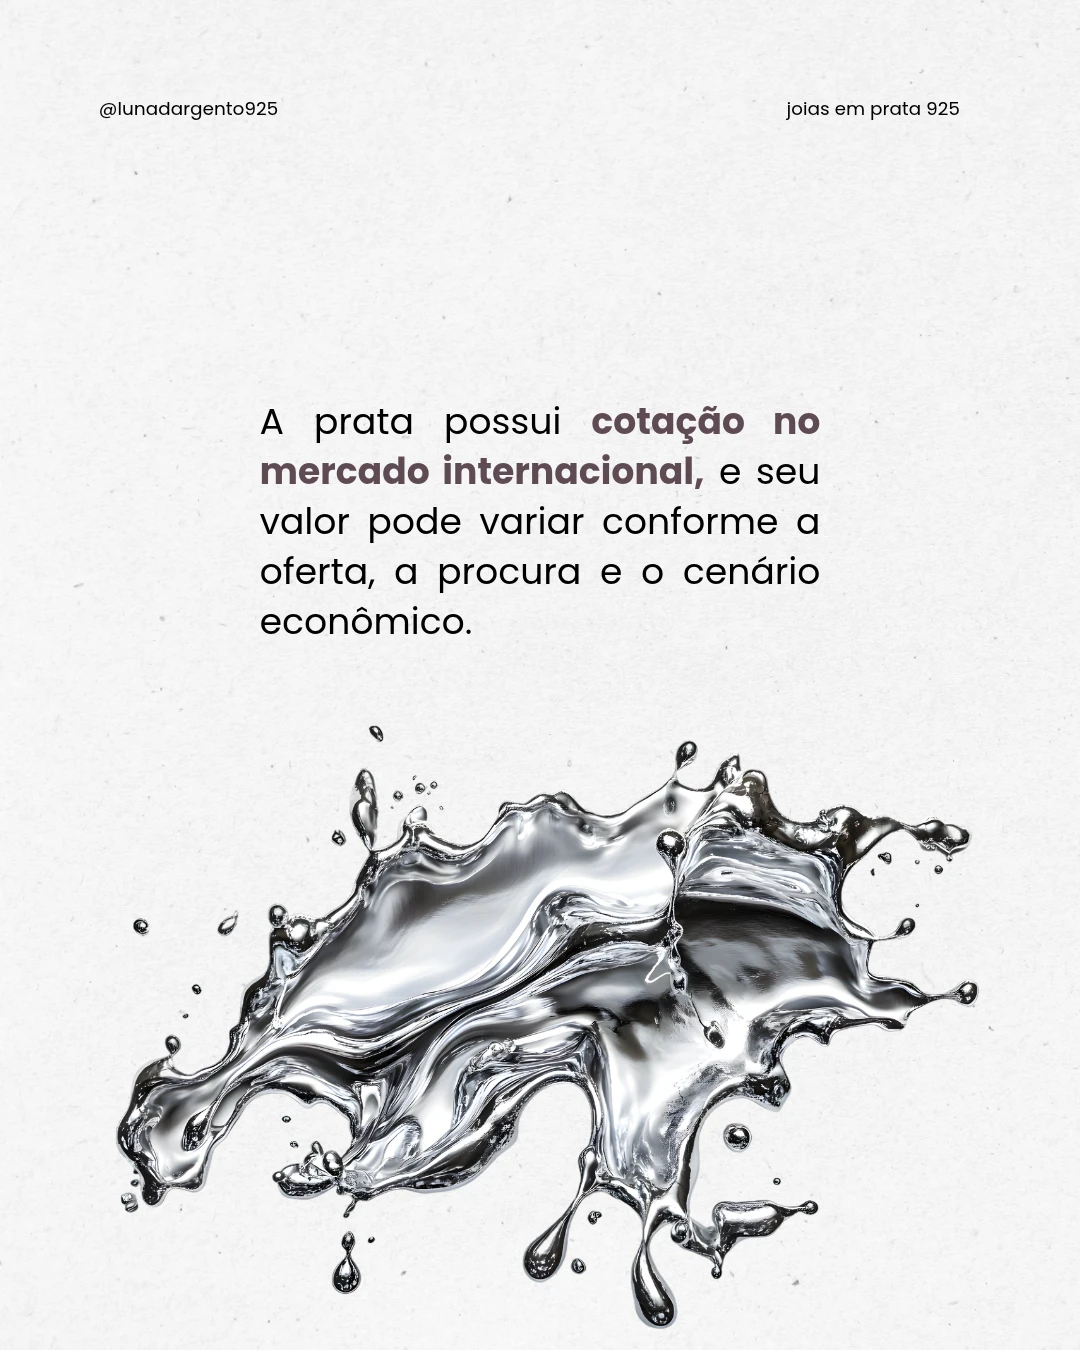 @lunadargento925
joias em prata 925
A prata possui cotação no
mercado internacional, e seu
valor pode variar conforme a
oferta, a procura e o cenário
econômico.